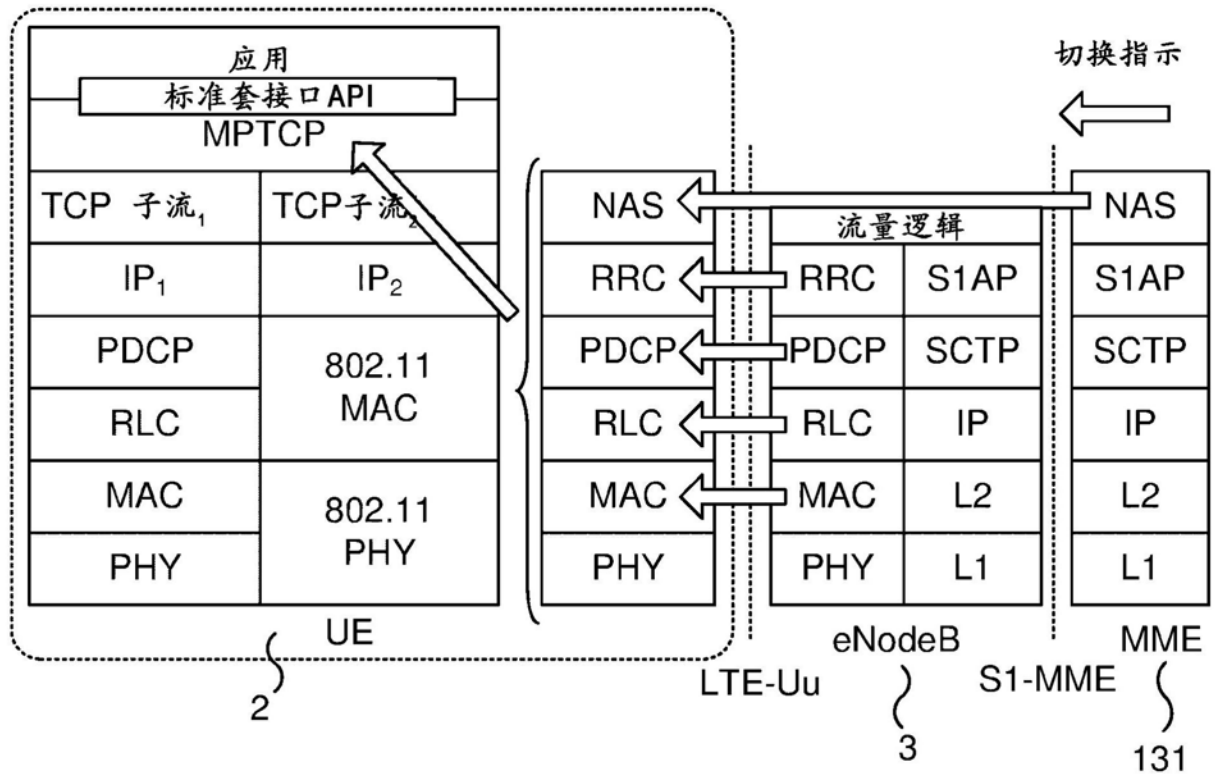 应用
标准套接口API
MPTCP
切换指示
TCP 子流1
TCP子流2
IP1
IP2
PDCP
802.11
MAC
RLC
MAC
802.11
PHY
PHY
UE
2
NAS
RRC
PDCP
RLC
MAC
PHY
LTE-Uu
流量逻辑
RRC
S1AP
PDCP
SCTP
RLC
IP
MAC
L2
PHY
L1
eNodeB
3
S1-MME
NAS
S1AP
SCTP
IP
L2
L1
MME
131